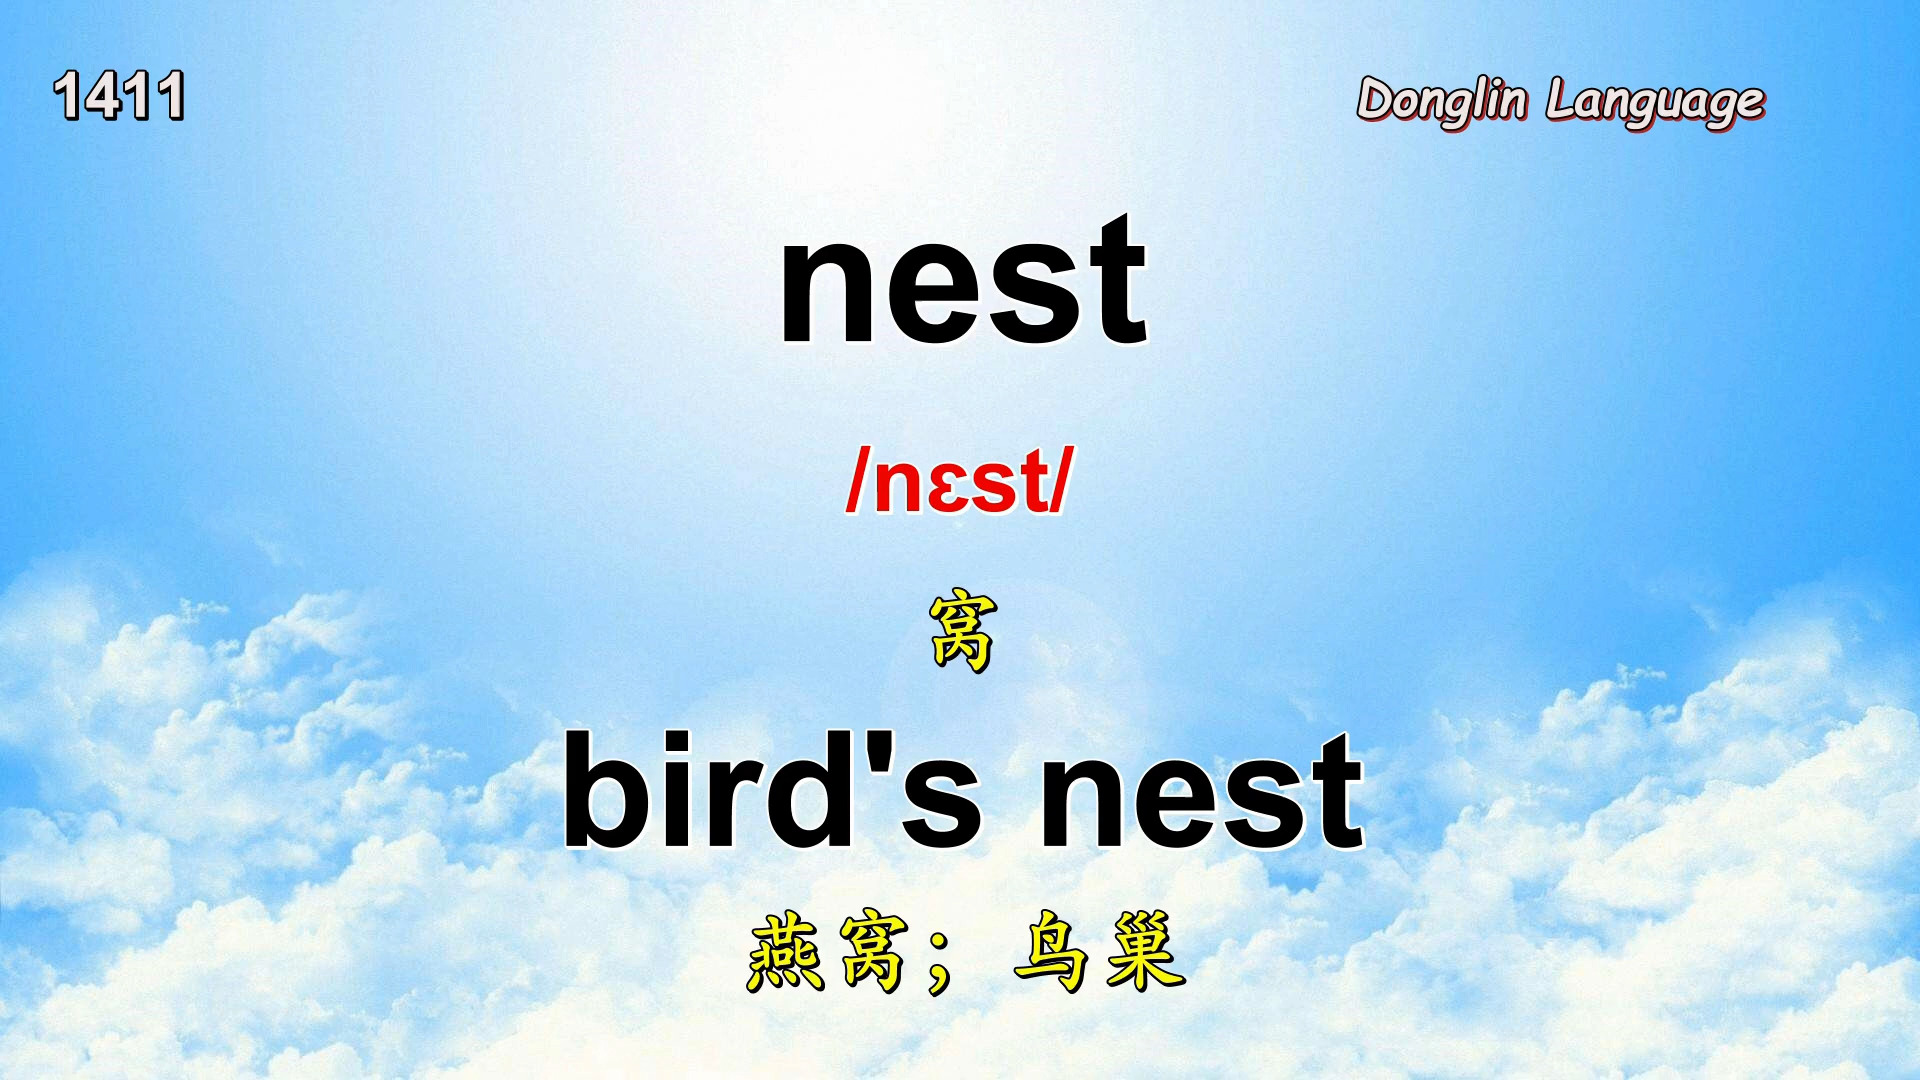 1411
Donglin Language
nest
/nɛst/
窝
bird's nest
燕窝；鸟巢